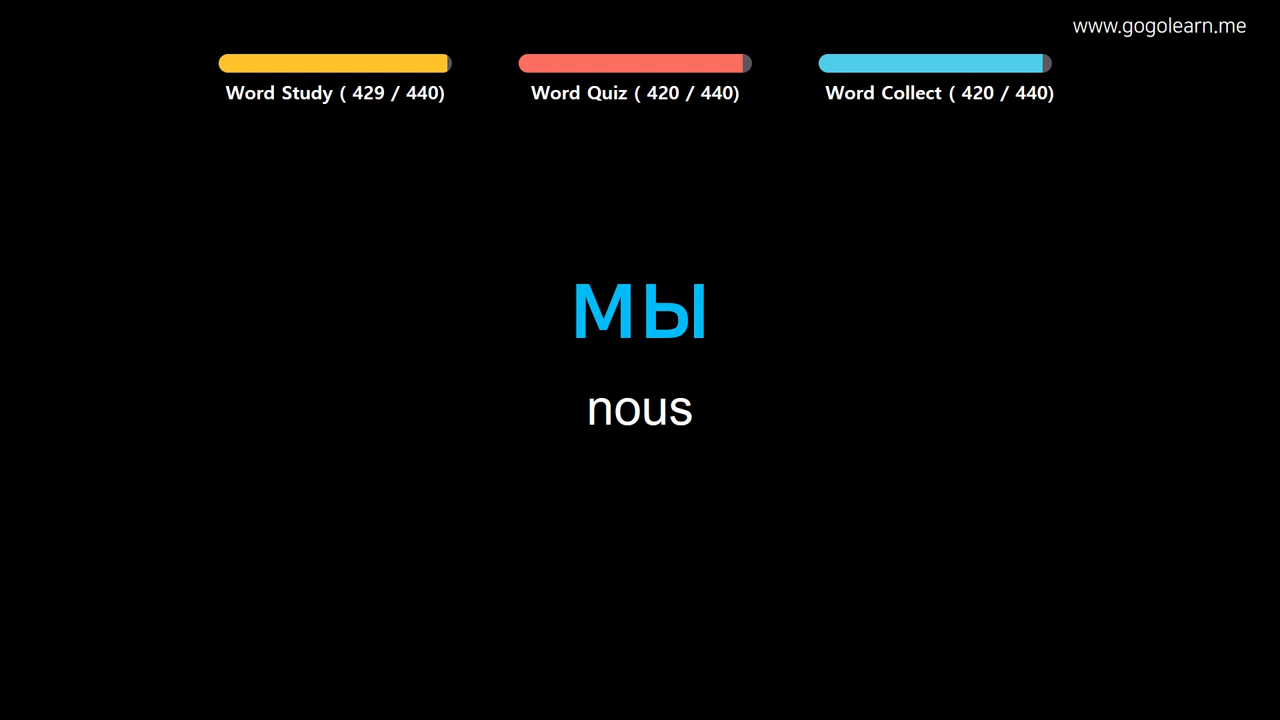 www.gogolearn.me
Word Study ( 429 / 440)
Word Quiz ( 420 / 440)
Word Collect ( 420 / 440)
мы
nous